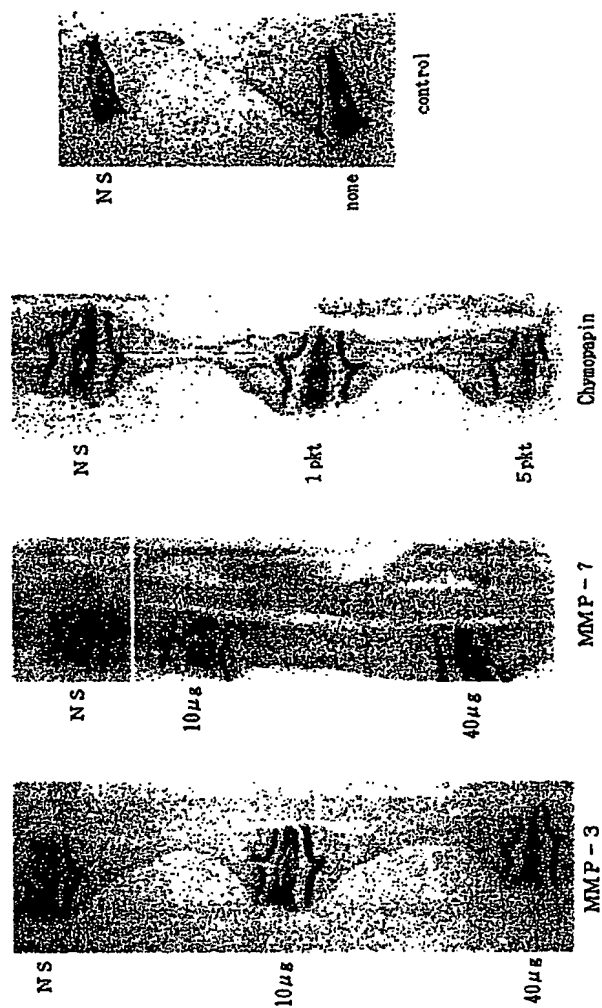 NS
10μg
40μg
MMP-3
NS
10μg
40μg
MMP-7
NS
1pkt
5pkt
Chymopapin
NS
none
control